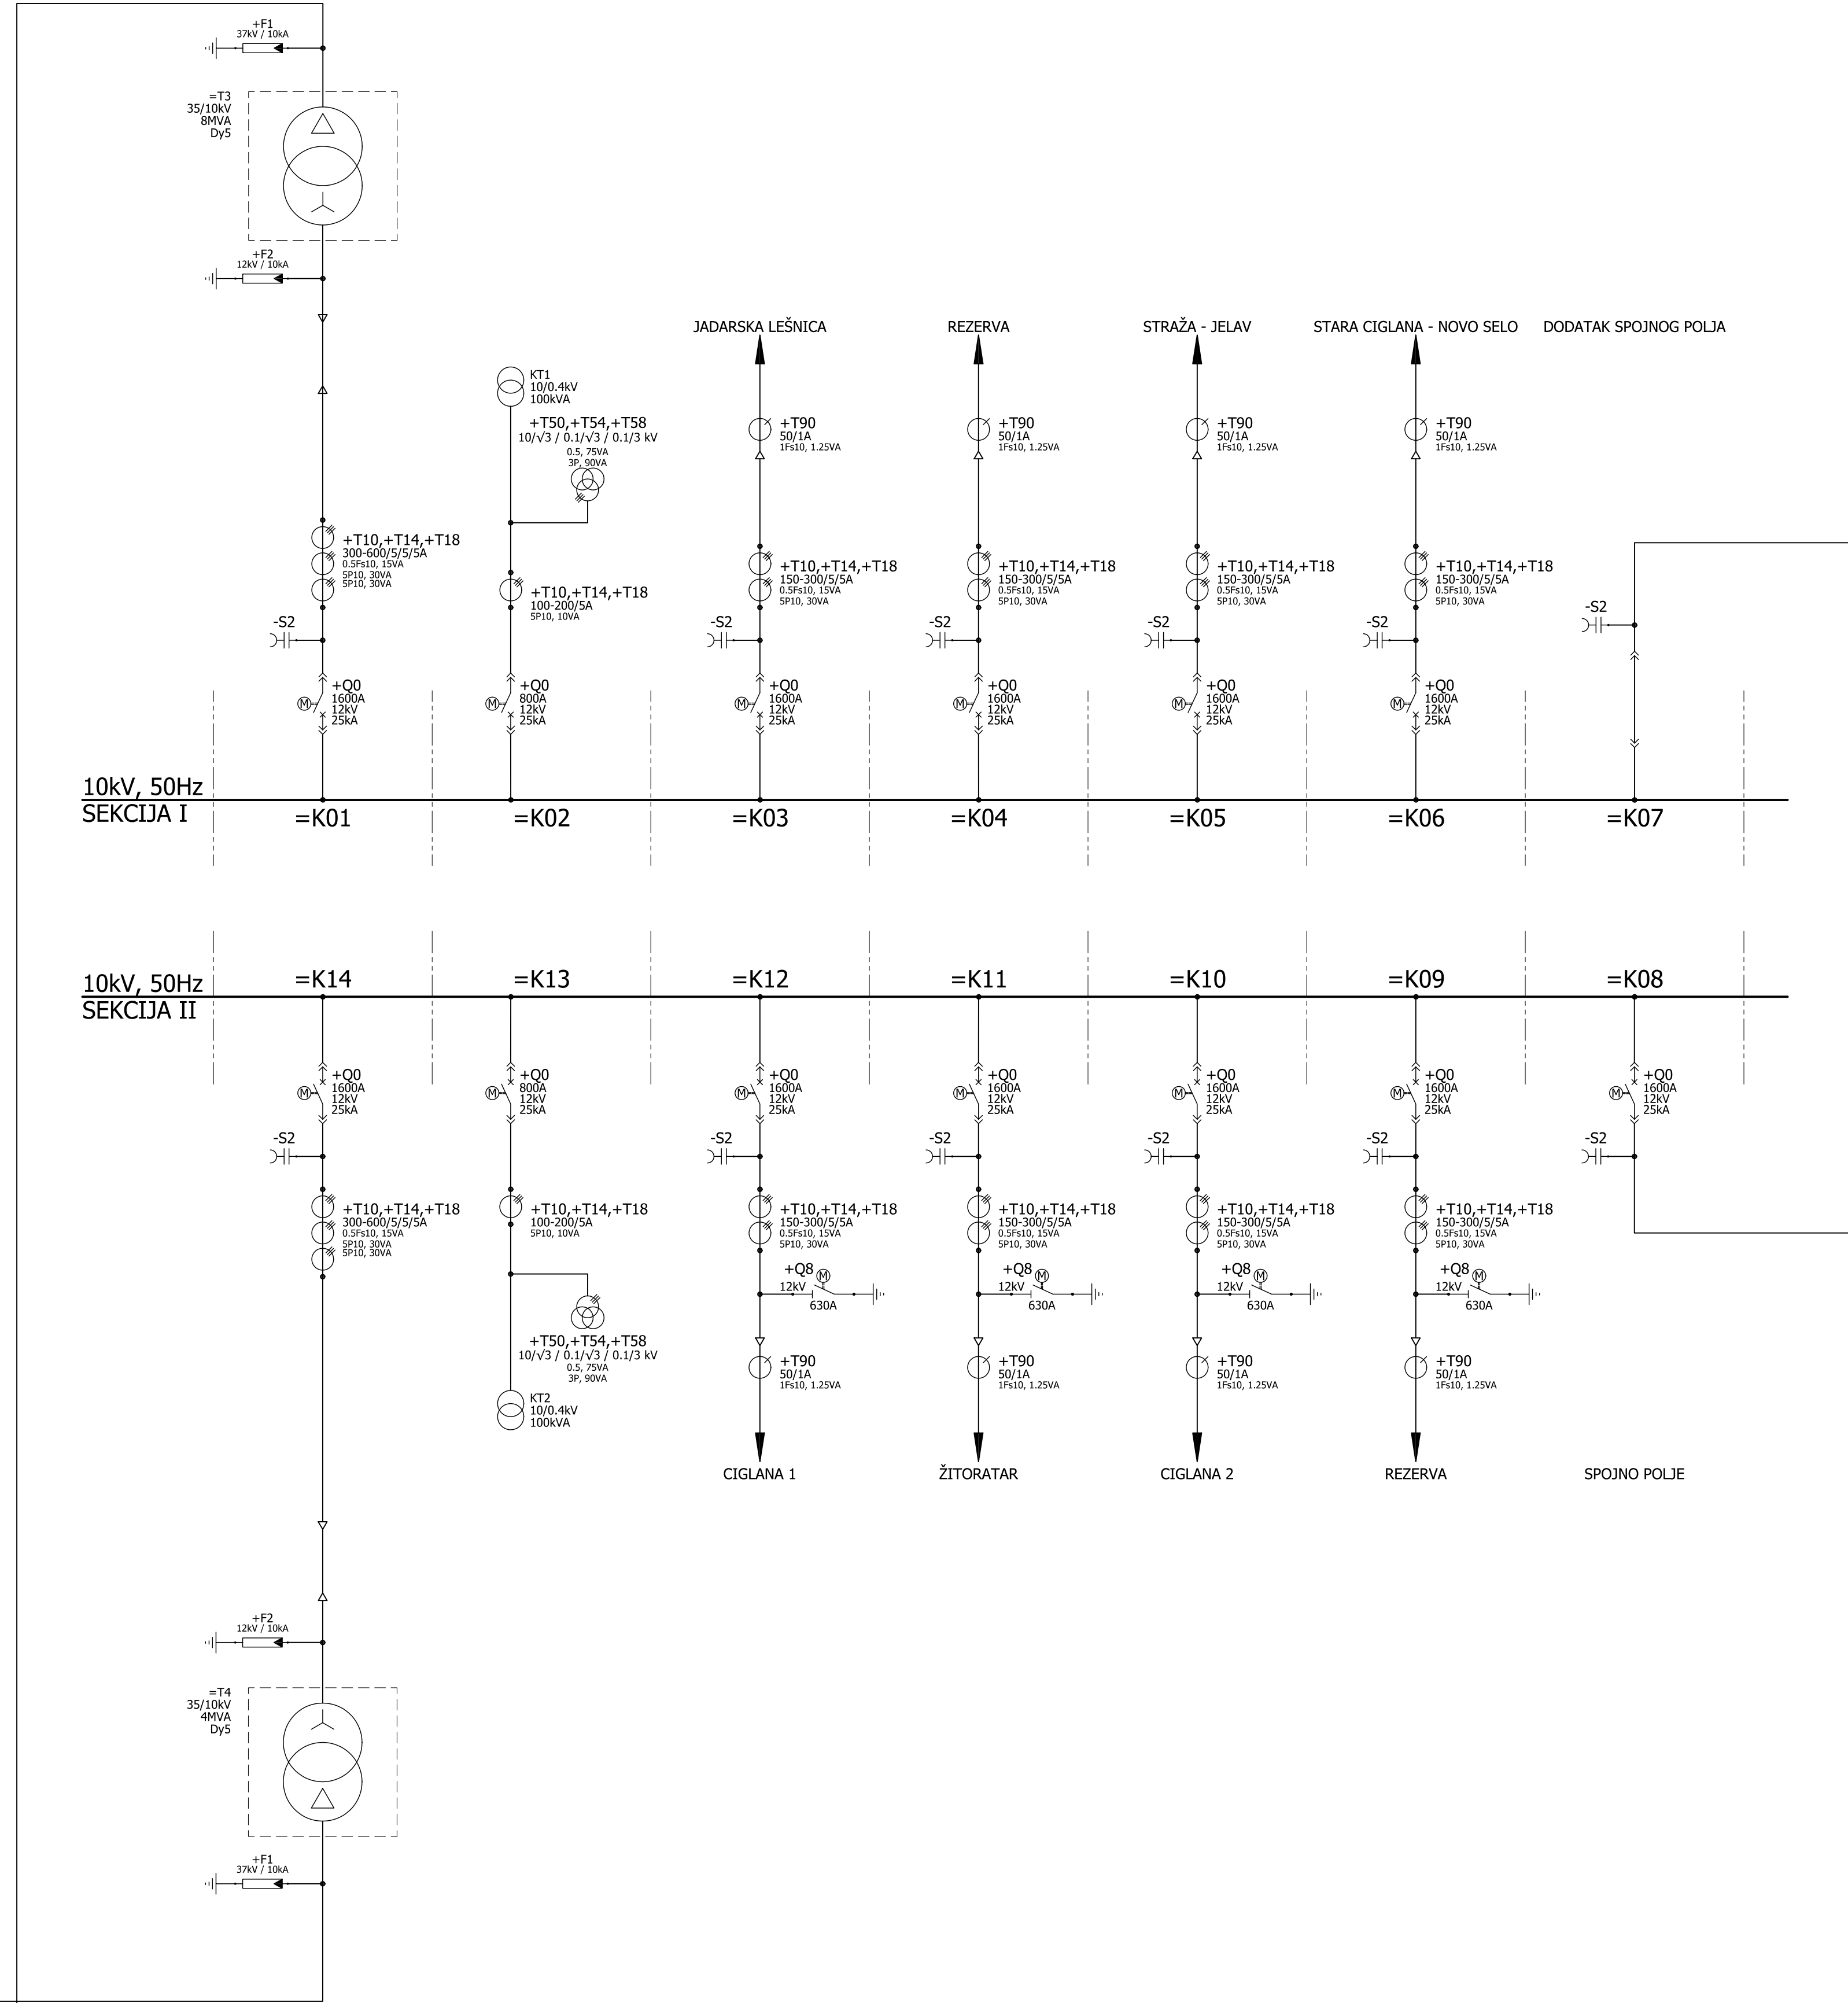 +F1
37kV / 10kA
=T3
35/10kV
8MVA
Dy5
+F2
12kV / 10kA
JADARSKA LEŠNICA
REZERVA
STRAŽA - JELAV
STARA CIGLANA - NOVO SELO
DODATAK SPOJNOG POLJA
KT1
10/0.4kV
100kVA
+T50,+T54,+T58
10/√3 / 0.1/√3 / 0.1/3 kV
0.5, 75VA
3P, 90VA
+T90
50/1A
1Fs10, 1.25VA
+T90
50/1A
1Fs10, 1.25VA
+T90
50/1A
1Fs10, 1.25VA
+T90
50/1A
1Fs10, 1.25VA
+T10,+T14,+T18
300-600/5/5/5A
0.5Fs10, 15VA
5P10, 30VA
5P10, 30VA
+T10,+T14,+T18
100-200/5A
5P10, 10VA
+T10,+T14,+T18
150-300/5/5A
0.5Fs10, 15VA
5P10, 30VA
+T10,+T14,+T18
150-300/5/5A
0.5Fs10, 15VA
5P10, 30VA
+T10,+T14,+T18
150-300/5/5A
0.5Fs10, 15VA
5P10, 30VA
+T10,+T14,+T18
150-300/5/5A
0.5Fs10, 15VA
5P10, 30VA
-S2
-S2
-S2
-S2
-S2
-S2
M
+Q0
1600A
12kV
25kA
M
+Q0
800A
12kV
25kA
M
+Q0
1600A
12kV
25kA
M
+Q0
1600A
12kV
25kA
M
+Q0
1600A
12kV
25kA
M
+Q0
1600A
12kV
25kA
10kV, 50Hz
SEKCIJA I
=K01
=K02
=K03
=K04
=K05
=K06
=K07
10kV, 50Hz
SEKCIJA II
=K14
=K13
=K12
=K11
=K10
=K09
=K08
M
+Q0
1600A
12kV
25kA
M
+Q0
800A
12kV
25kA
M
+Q0
1600A
12kV
25kA
M
+Q0
1600A
12kV
25kA
M
+Q0
1600A
12kV
25kA
M
+Q0
1600A
12kV
25kA
M
+Q0
1600A
12kV
25kA
-S2
-S2
-S2
-S2
-S2
-S2
+T10,+T14,+T18
300-600/5/5/5A
0.5Fs10, 15VA
5P10, 30VA
5P10, 30VA
+T10,+T14,+T18
100-200/5A
5P10, 10VA
+T10,+T14,+T18
150-300/5/5A
0.5Fs10, 15VA
5P10, 30VA
+T10,+T14,+T18
150-300/5/5A
0.5Fs10, 15VA
5P10, 30VA
+T10,+T14,+T18
150-300/5/5A
0.5Fs10, 15VA
5P10, 30VA
+T10,+T14,+T18
150-300/5/5A
0.5Fs10, 15VA
5P10, 30VA
+Q8 M
12kV
630A
+Q8 M
12kV
630A
+Q8 M
12kV
630A
+Q8 M
12kV
630A
+T50,+T54,+T58
10/√3 / 0.1/√3 / 0.1/3 kV
0.5, 75VA
3P, 90VA
KT2
10/0.4kV
100kVA
+T90
50/1A
1Fs10, 1.25VA
+T90
50/1A
1Fs10, 1.25VA
+T90
50/1A
1Fs10, 1.25VA
+T90
50/1A
1Fs10, 1.25VA
CIGLANA 1
ŽITORATAR
CIGLANA 2
REZERVA
SPOJNO POLJE
+F2
12kV / 10kA
=T4
35/10kV
4MVA
Dy5
+F1
37kV / 10kA